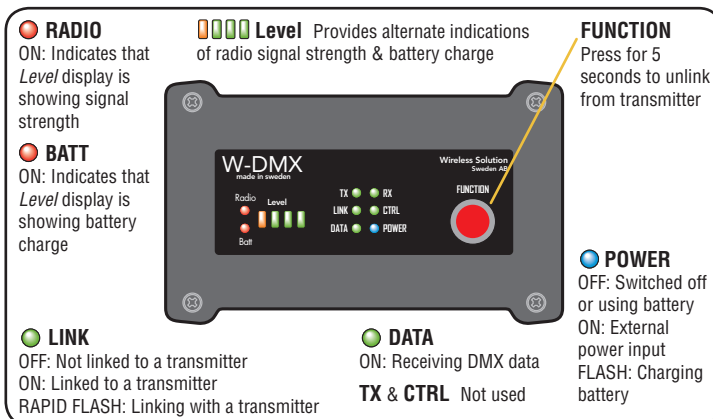 RADIO
ON: Indicates that
Level display is
showing signal
strength
BATT
ON: Indicates that
Level display is
showing battery
charge
Level Provides alternate indications
of radio signal strength & battery charge
FUNCTION
Press for 5
seconds to unlink
from transmitter
W-DMX
made in sweden
Wireless Solution
Sweden AB
Radio
Level
Batt
TX RX
LINK CTRL
DATA POWER
FUNCTION
POWER
OFF: Switched off
or using battery
ON: External
power input
FLASH: Charging
battery
LINK
OFF: Not linked to a transmitter
ON: Linked to a transmitter
RAPID FLASH: Linking with a transmitter
DATA
ON: Receiving DMX data
TX & CTRL Not used